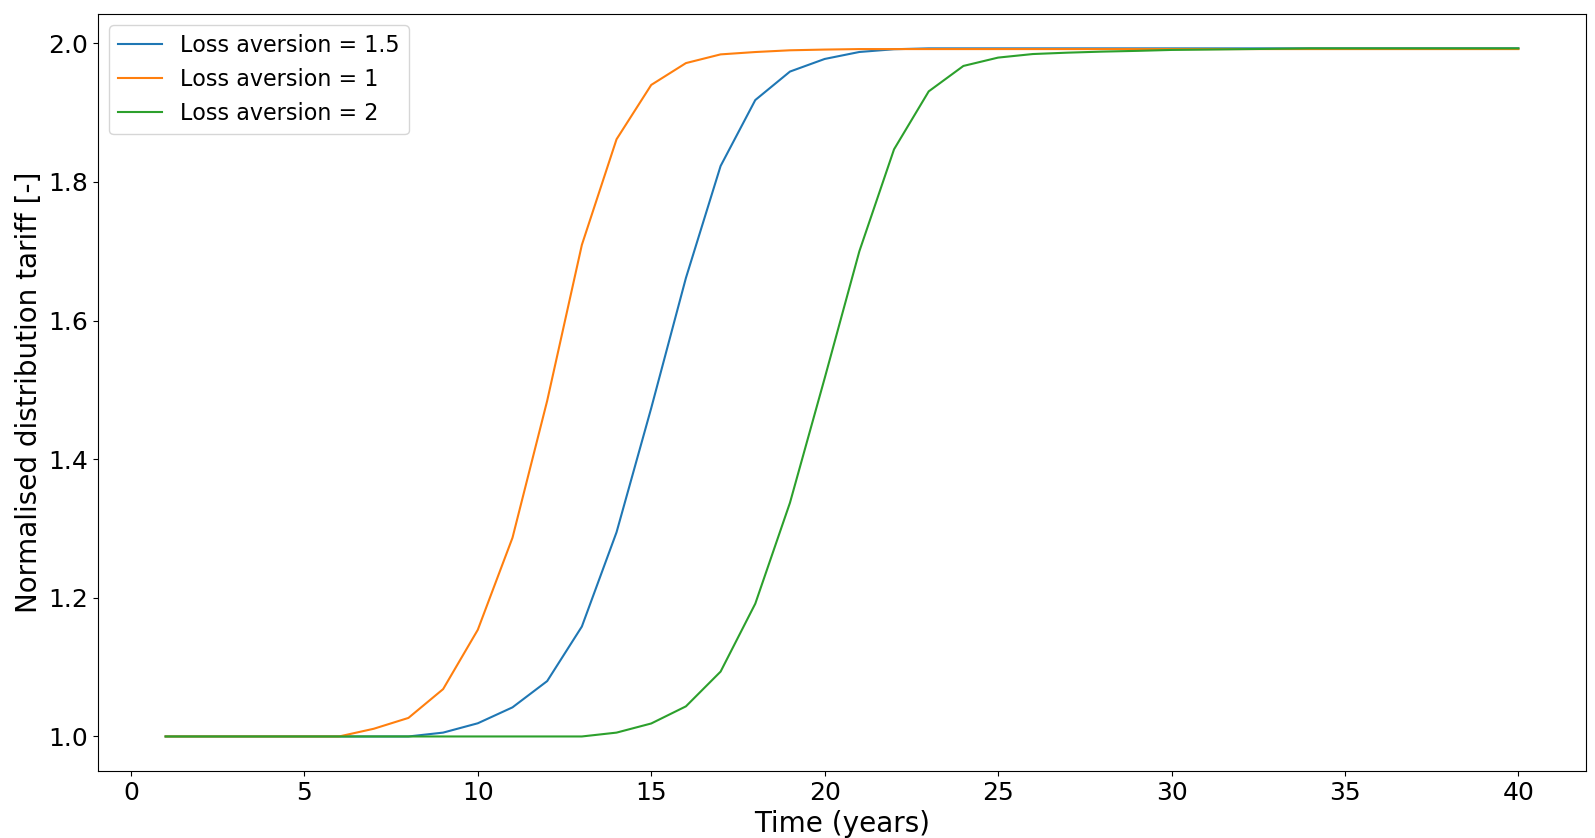 Loss aversion = 1.5
Loss aversion = 1
Loss aversion = 2
Normalised distribution tariff [-]
2.0
1.8
1.6
1.4
1.2
1.0
0 5 10 15 20 25 30 35 40
Time (years)